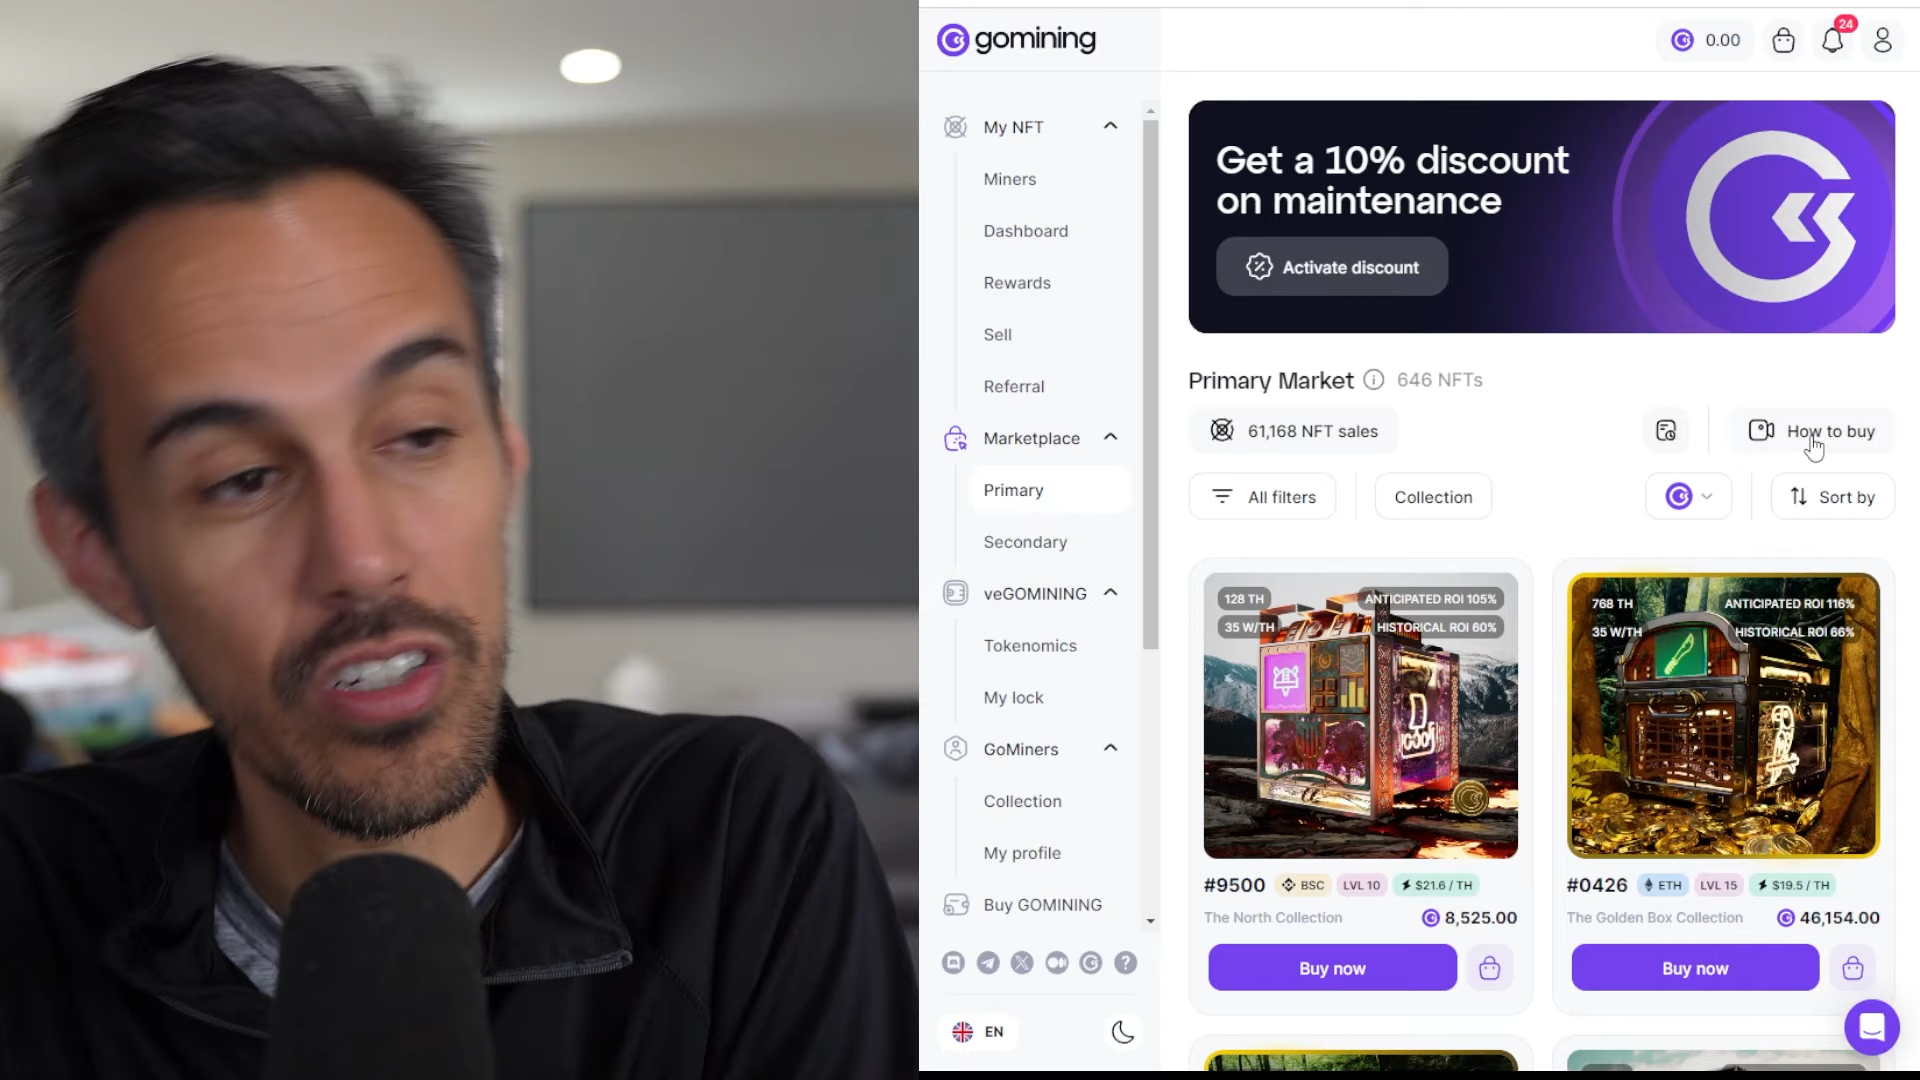 gomining
0.00
24
My NFT
Miners
Dashboard
Rewards
Sell
Referral
Marketplace
Primary
Secondary
veGOMINING
Tokenomics
My lock
GoMiners
Collection
My profile
Buy GOMINING
EN
Get a 10% discount
on maintenance
Activate discount
Primary Market 646 NFTs
61,168 NFT sales
How to buy
All filters
Collection
Sort by
128 TH
ANTICIPATED ROI 105%
35 W/TH
HISTORICAL ROI 60%
#9500 BSC LVL 10 $21.6 / TH
The North Collection 8,525.00
Buy now
768 TH
ANTICIPATED ROI 116%
35 W/TH
HISTORICAL ROI 66%
#0426 ETH LVL 15 $19.5 / TH
The Golden Box Collection 46,154.00
Buy now